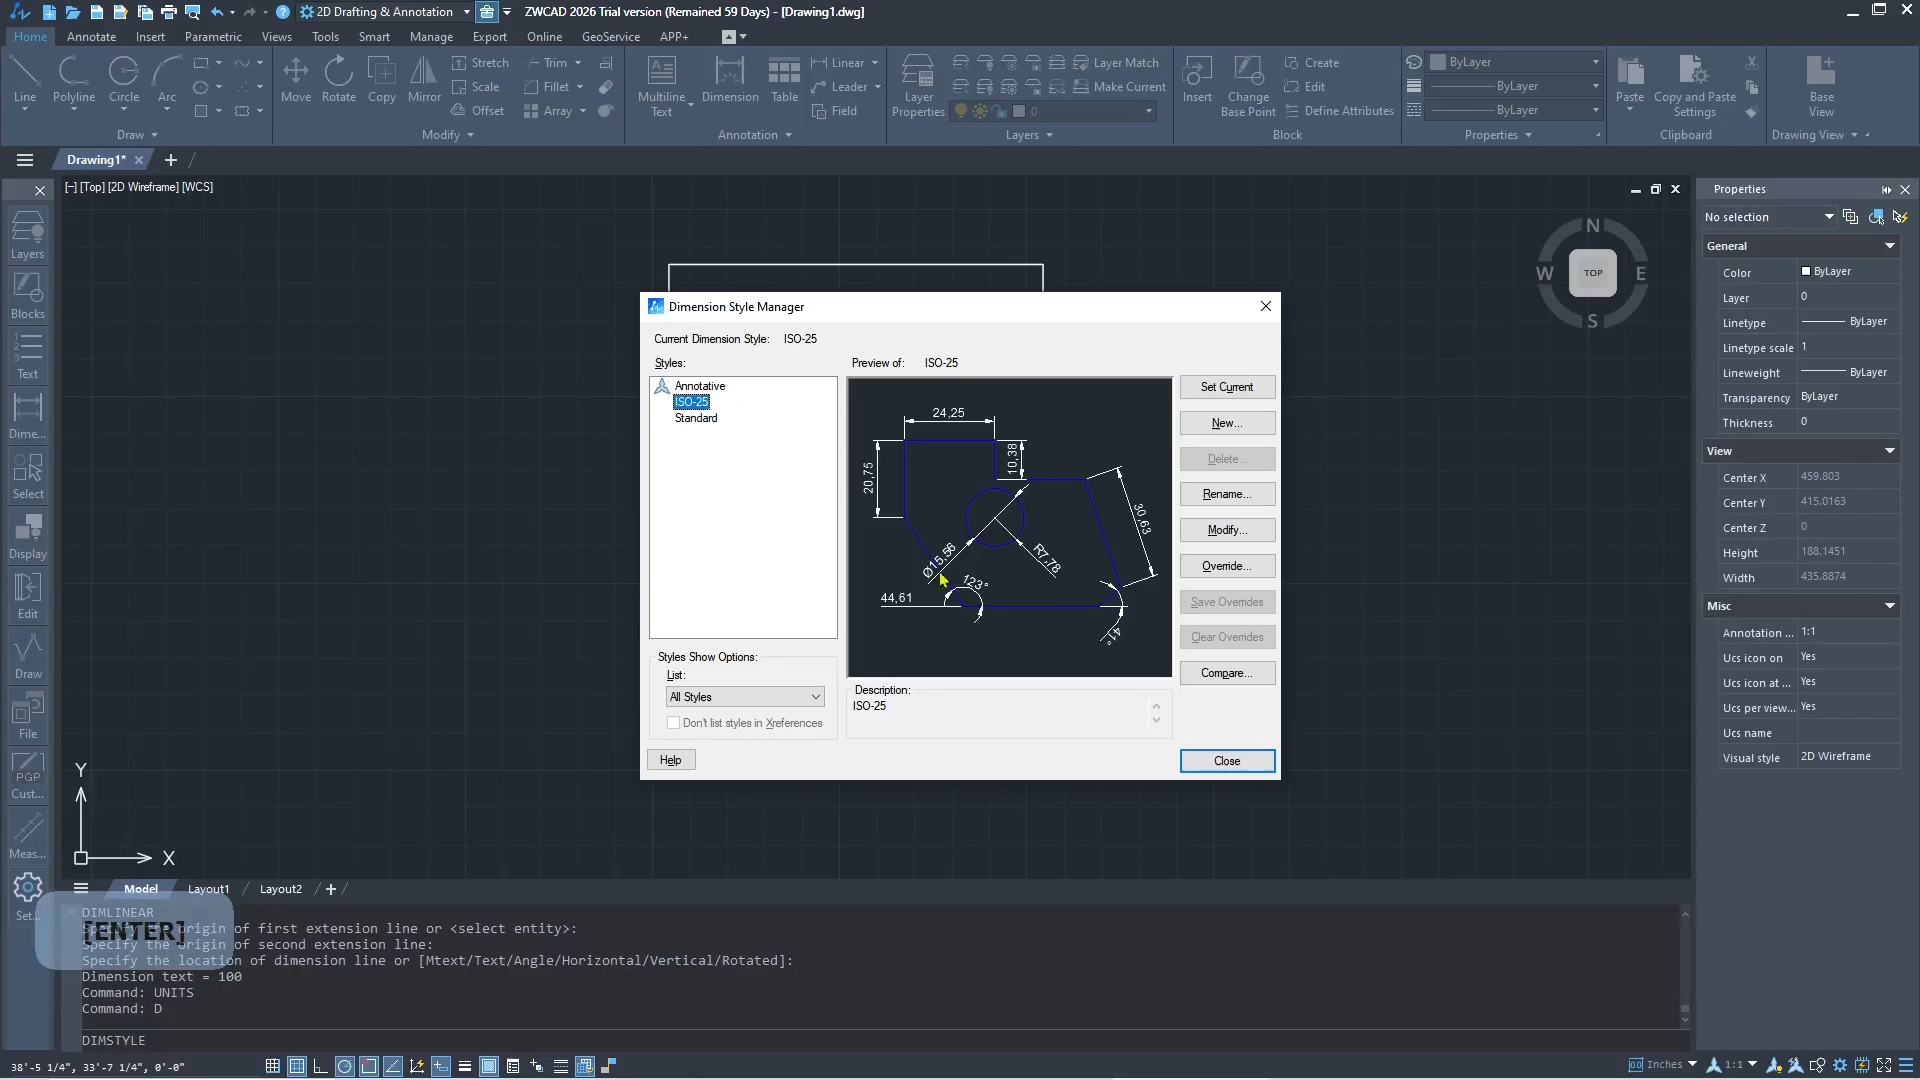 2D Drafting & Annotation
ZWCAD 2026 Trial version (Remained 59 Days) - [Drawing1.dwg]
Home Annotate Insert Parametric Views Tools Smart Manage Export Online GeoService APP+
Line Polyline Circle Arc
Draw
Move Rotate Copy Mirror
Stretch Trim
Scale Fillet
Offset Array
Modify
Multiline Text
Dimension
Table
Linear
Leader
Field
Annotation
Layer Properties
Layer Match
Make Current
0
Layers
Insert
Change Base Point
Create
Edit
Define Attributes
Block
ByLayer
ByLayer
ByLayer
Properties
Paste
Copy and Paste Settings
Clipboard
Base View
Drawing View
Drawing1*
[−] [Top] [2D Wireframe] [WCS]
Layers
Blocks
Text
Dime...
Select
Display
Edit
Draw
File
PGP
Cust...
Meas...
Set...
N
W TOP E
S
Dimension Style Manager
Current Dimension Style: ISO-25
Styles:
Annotative
ISO-25
Standard
Preview of: ISO-25
24,25
20,75
10,38
30,63
Ø15,56
R7,78
123°
44,61
41°
Set Current
New...
Delete...
Rename...
Modify...
Override...
Save Overrides
Clear Overrides
Compare...
Styles Show Options:
List:
All Styles
Don't list styles in Xreferences
Description:
ISO-25
Help
Close
Y
X
Properties
No selection
General
Color ByLayer
Layer 0
Linetype ByLayer
Linetype scale 1
Lineweight ByLayer
Transparency ByLayer
Thickness 0
View
Center X 459.803
Center Y 415.0163
Center Z 0
Height 188.1451
Width 435.8874
Misc
Annotation ... 1:1
Ucs icon on Yes
Ucs icon at ... Yes
Ucs per view... Yes
Ucs name
Visual style 2D Wireframe
Model Layout1 Layout2
DIMLINEAR
[ENTER]
Specify the origin of first extension line or <select entity>:
Specify the origin of second extension line:
Specify the location of dimension line or [Mtext/Text/Angle/Horizontal/Vertical/Rotated]:
Dimension text = 100
Command: UNITS
Command: D
DIMSTYLE
38'-5 1/4", 33'-7 1/4", 0'-0"
Inches 1:1